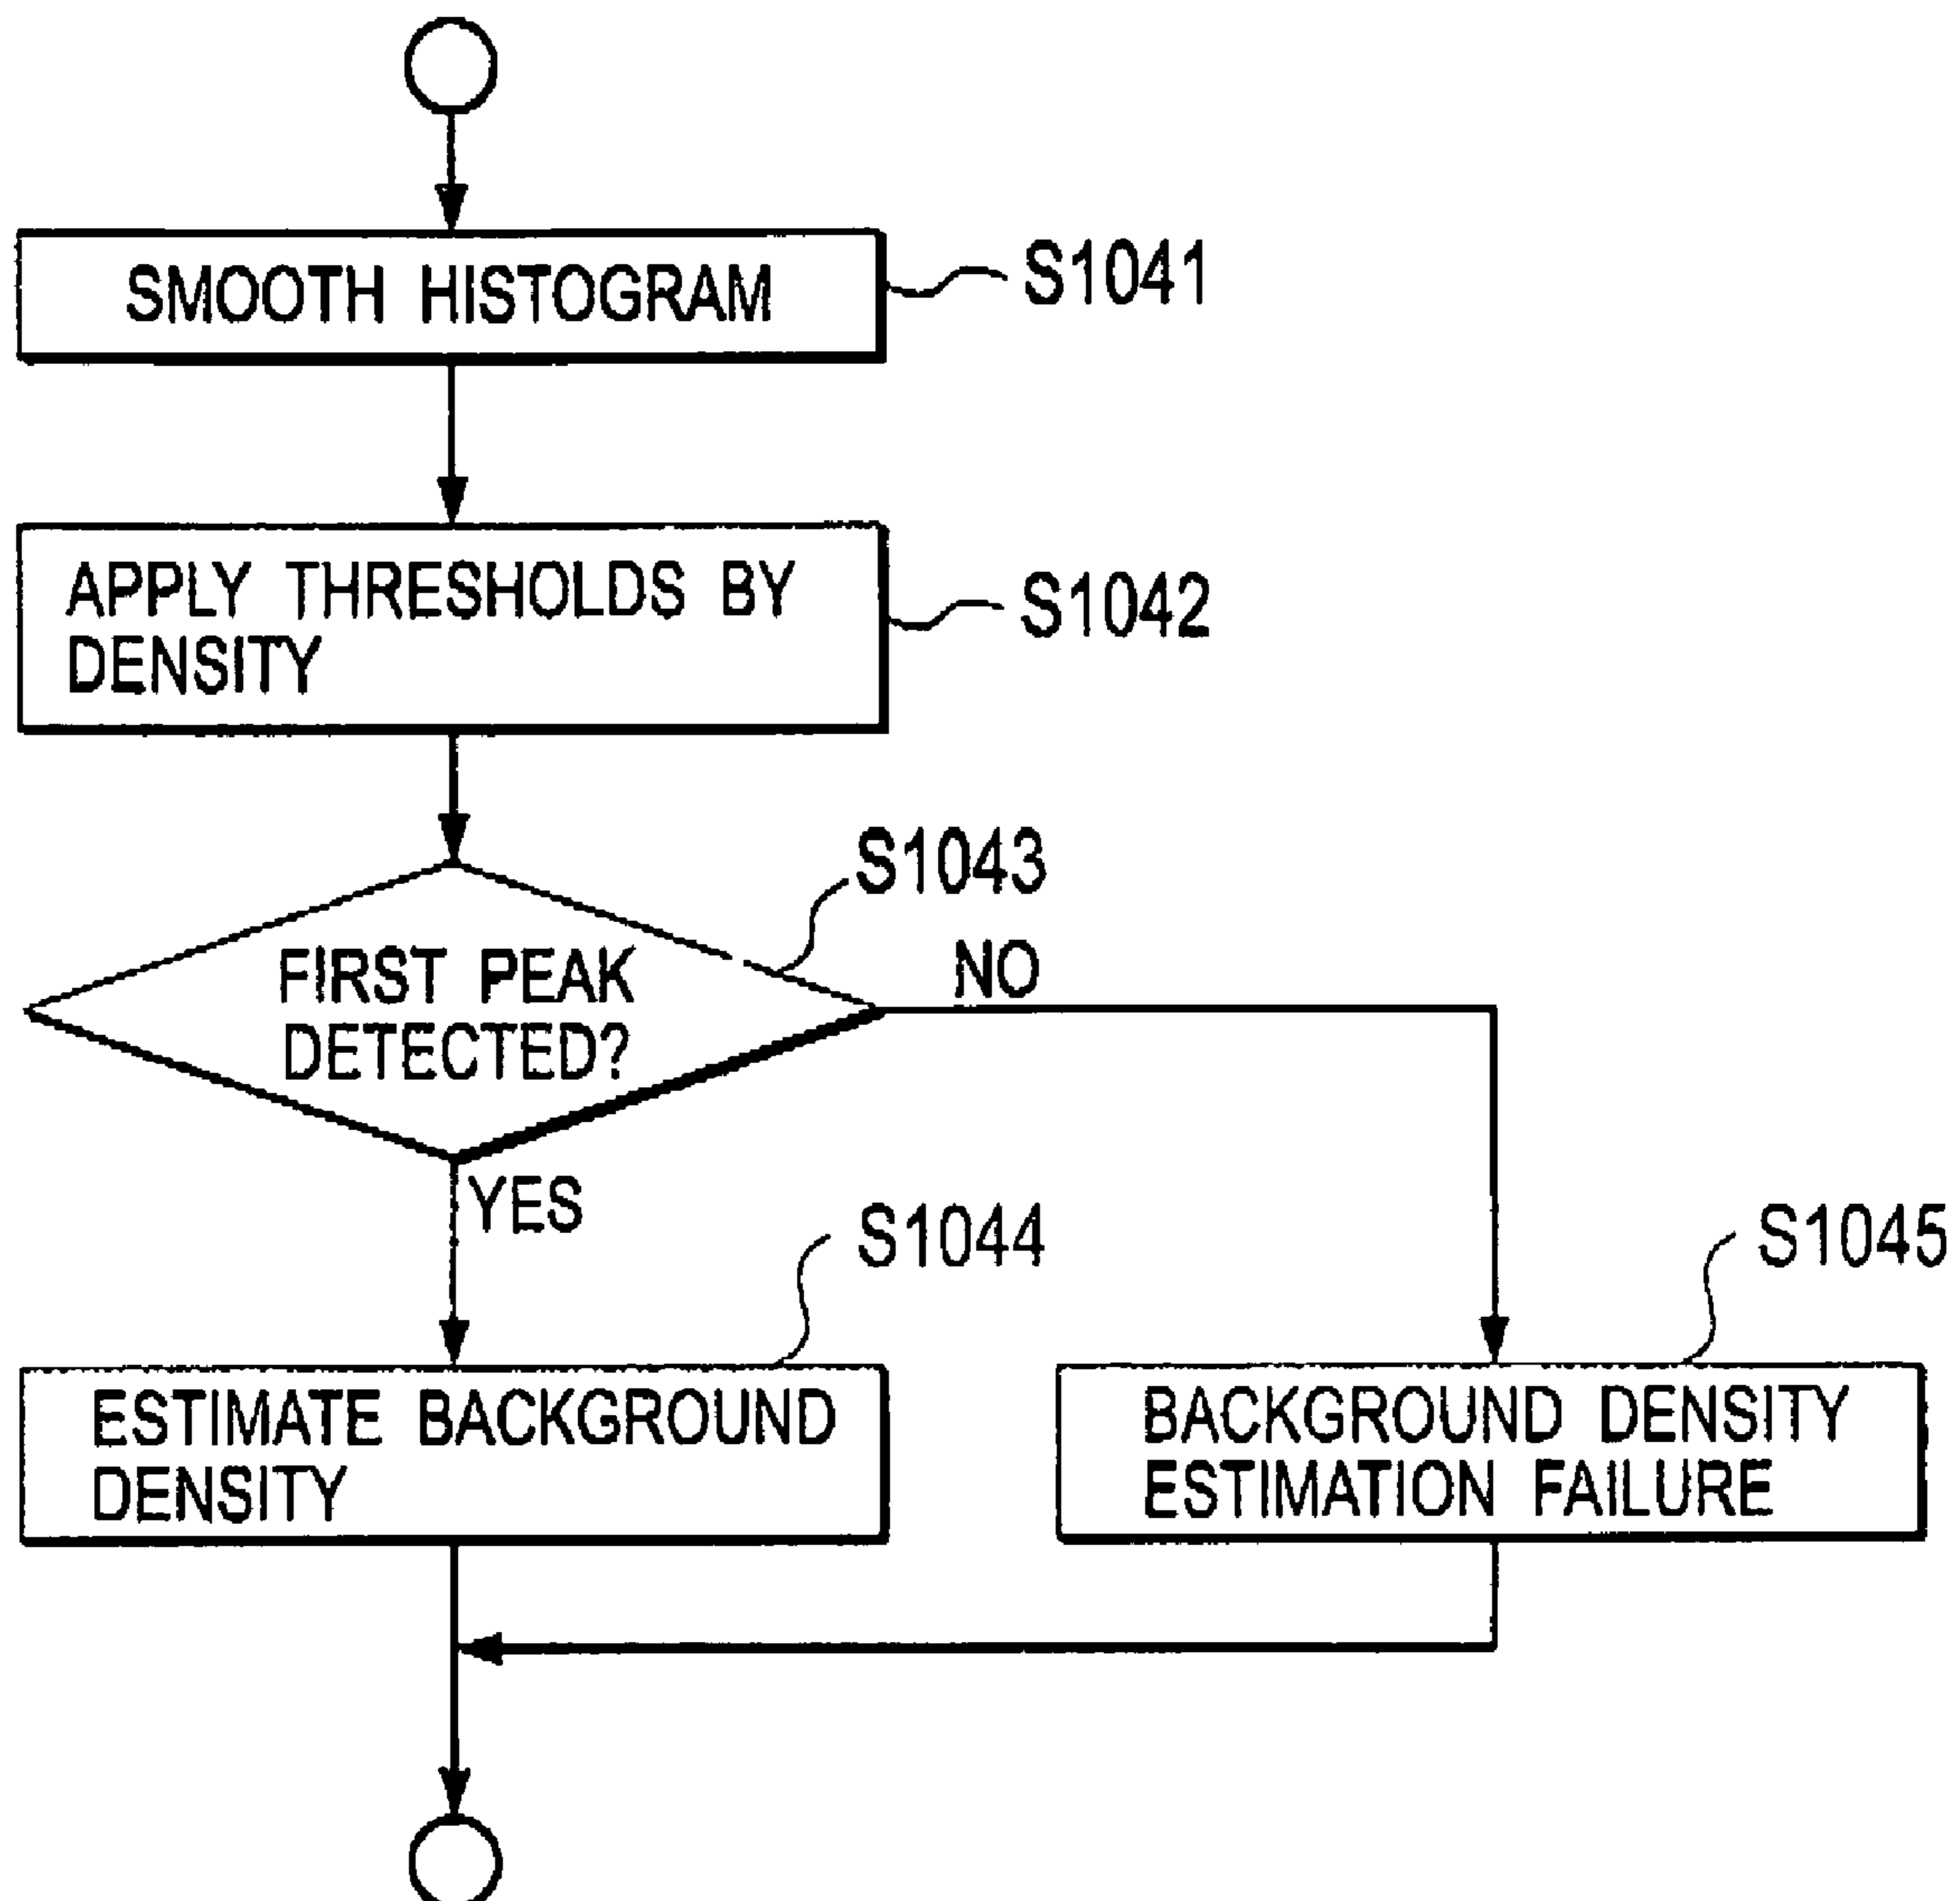 SMOOTH HISTOGRAM
S1041
APPLY THRESHOLDS BY
DENSITY
S1042
S1043
FIRST PEAK
DETECTED?
NO
YES
S1044
S1045
ESTIMATE BACKGROUND
DENSITY
BACKGROUND DENSITY
ESTIMATION FAILURE